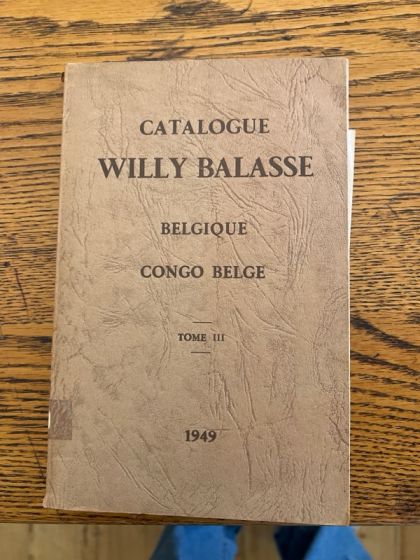 CATALOGUE
WILLY BALASSE
BELGIQUE
CONGO BELGE
TOME III
1949